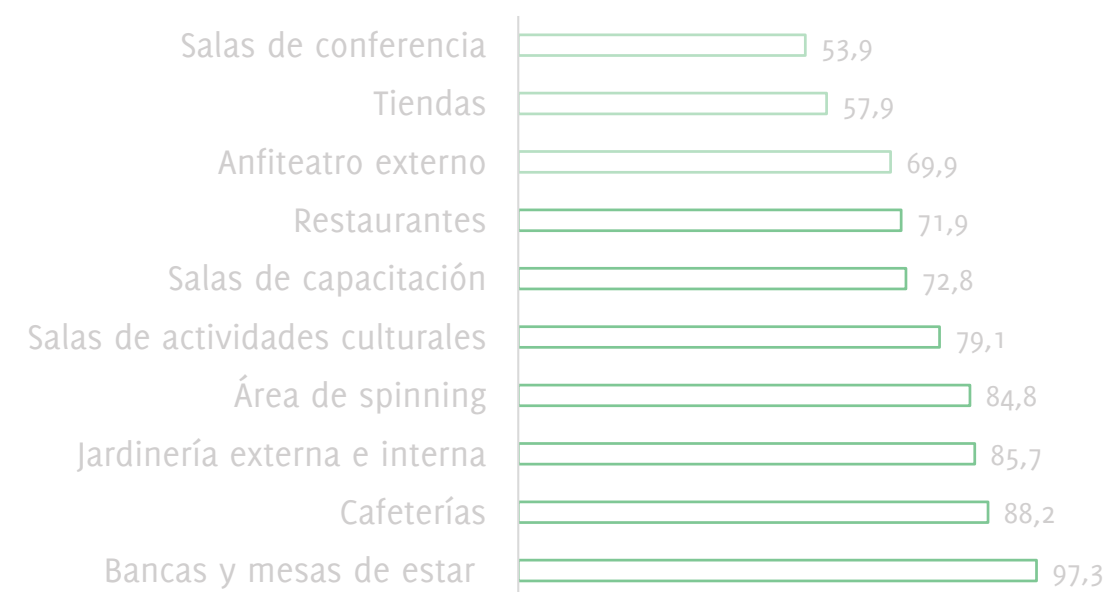 Salas de conferencia 53,9
Tiendas 57,9
Anfiteatro externo 69,9
Restaurantes 71,9
Salas de capacitación 72,8
Salas de actividades culturales 79,1
Área de spinning 84,8
Jardinería externa e interna 85,7
Cafeterías 88,2
Bancas y mesas de estar 97,3